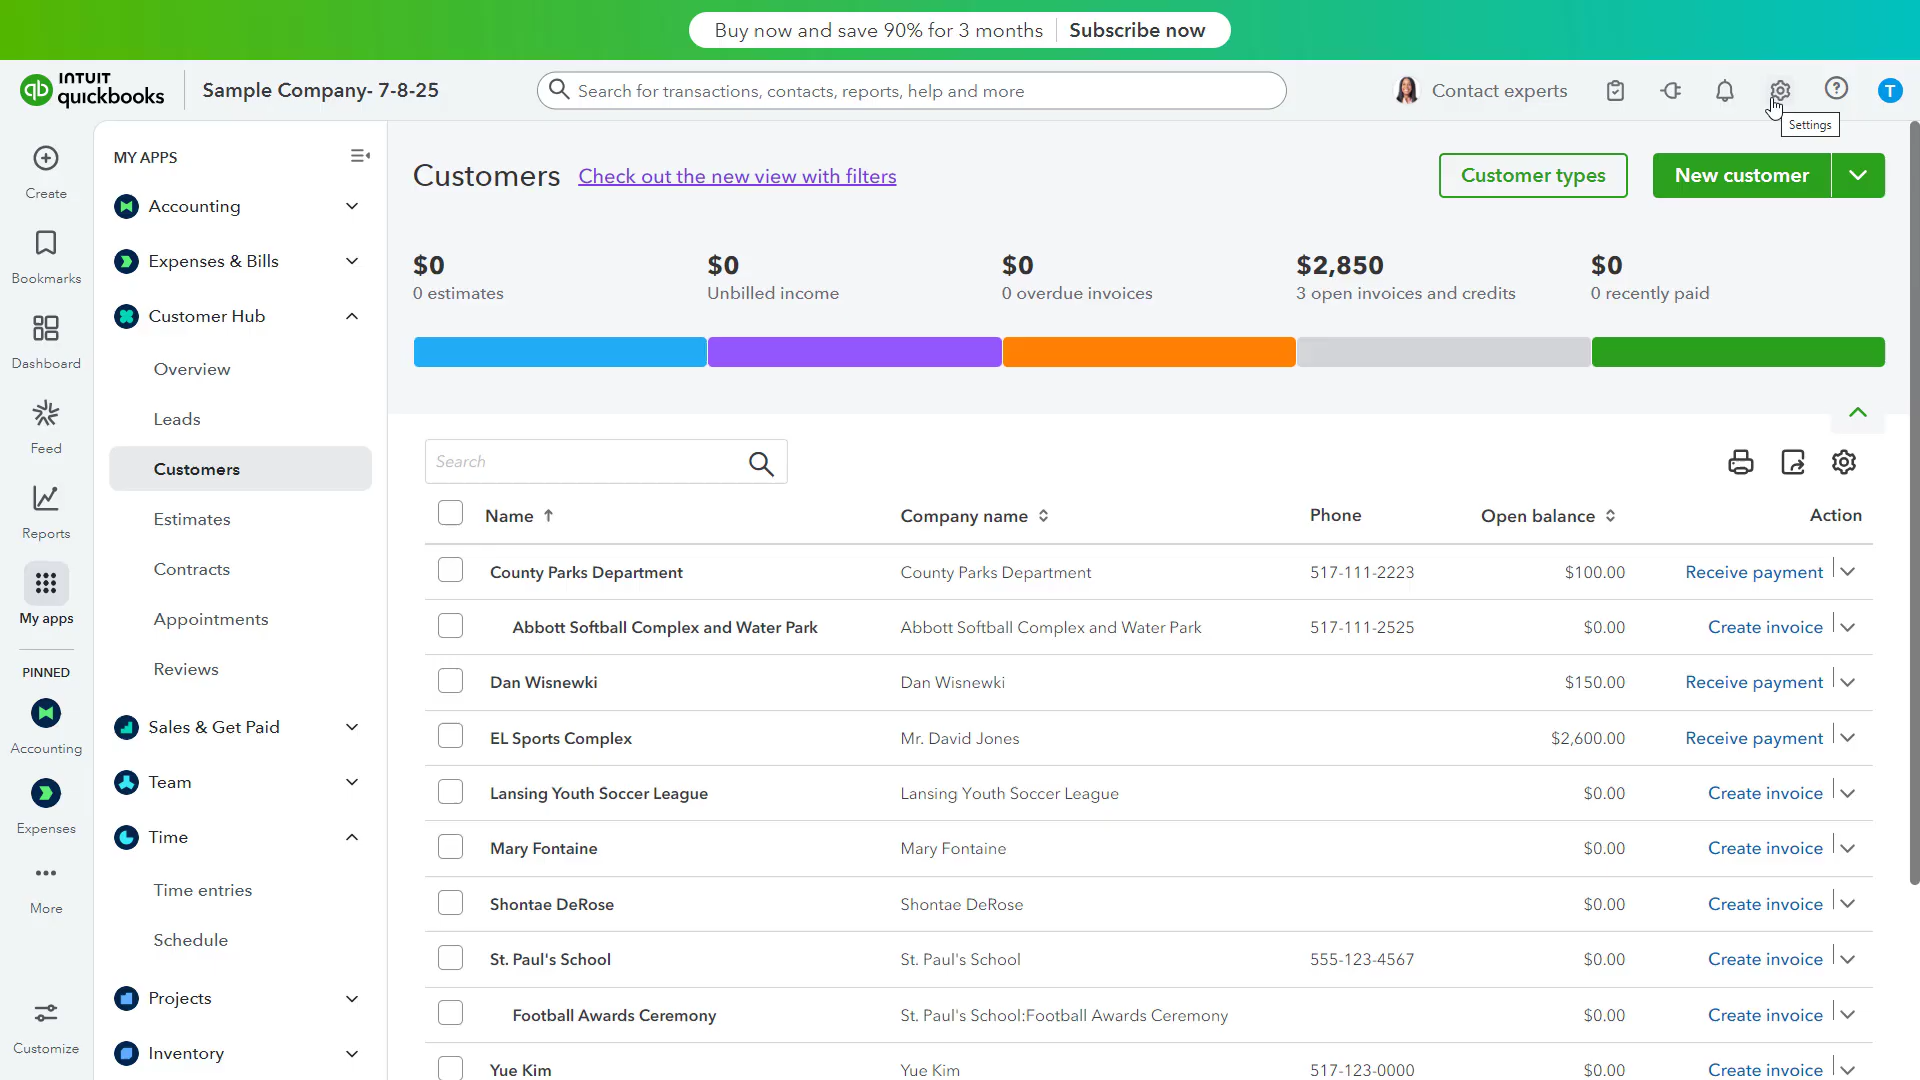 Buy now and save 90% for 3 months
Subscribe now
INTUIT
quickbooks
qb
Sample Company- 7-8-25
Search for transactions, contacts, reports, help and more
Contact experts
T
Settings
Create
Bookmarks
Dashboard
Feed
Reports
My apps
PINNED
Accounting
Expenses
More
Customize
MY APPS
Accounting
Expenses & Bills
Customer Hub
Overview
Leads
Customers
Estimates
Contracts
Appointments
Reviews
Sales & Get Paid
Team
Time
Time entries
Schedule
Projects
Inventory
Customers
Check out the new view with filters
Customer types
New customer
$0
0 estimates
$0
Unbilled income
$0
0 overdue invoices
$2,850
3 open invoices and credits
$0
0 recently paid
Search
Name Company name Phone Open balance Action
County Parks Department County Parks Department 517-111-2223 $100.00 Receive payment
Abbott Softball Complex and Water Park Abbott Softball Complex and Water Park 517-111-2525 $0.00 Create invoice
Dan Wisnewki Dan Wisnewki $150.00 Receive payment
EL Sports Complex Mr. David Jones $2,600.00 Receive payment
Lansing Youth Soccer League Lansing Youth Soccer League $0.00 Create invoice
Mary Fontaine Mary Fontaine $0.00 Create invoice
Shontae DeRose Shontae DeRose $0.00 Create invoice
St. Paul's School St. Paul's School 555-123-4567 $0.00 Create invoice
Football Awards Ceremony St. Paul's School:Football Awards Ceremony $0.00 Create invoice
Yue Kim Yue Kim 517-123-0000 $0.00 Create invoice